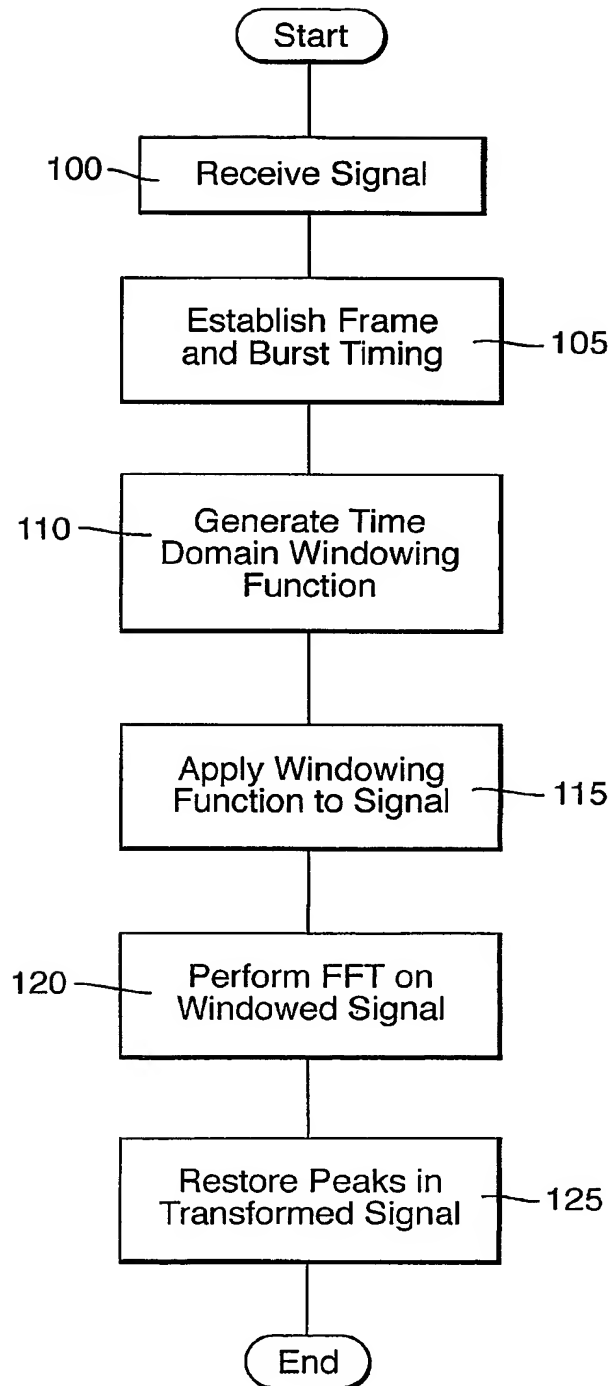 Start
100
Receive Signal
Establish Frame
and Burst Timing
105
110
Generate Time
Domain Windowing
Function
Apply Windowing
Function to Signal
115
120
Perform FFT on
Windowed Signal
Restore Peaks in
Transformed Signal
125
End